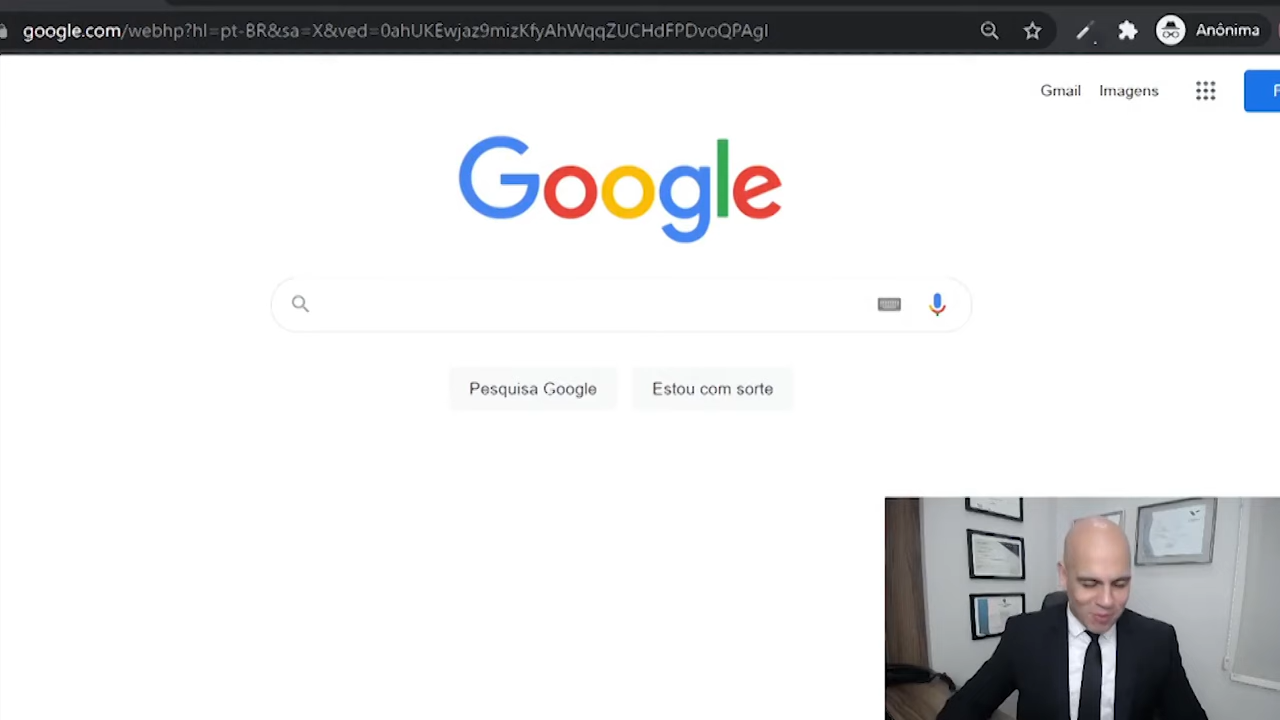 google.com/webhp?hl=pt-BR&sa=X&ved=0ahUKEwjaz9mizKfyAhWqqZUCHdFPDvoQPAgI
Anônima
Gmail Imagens
Google
Pesquisa Google Estou com sorte